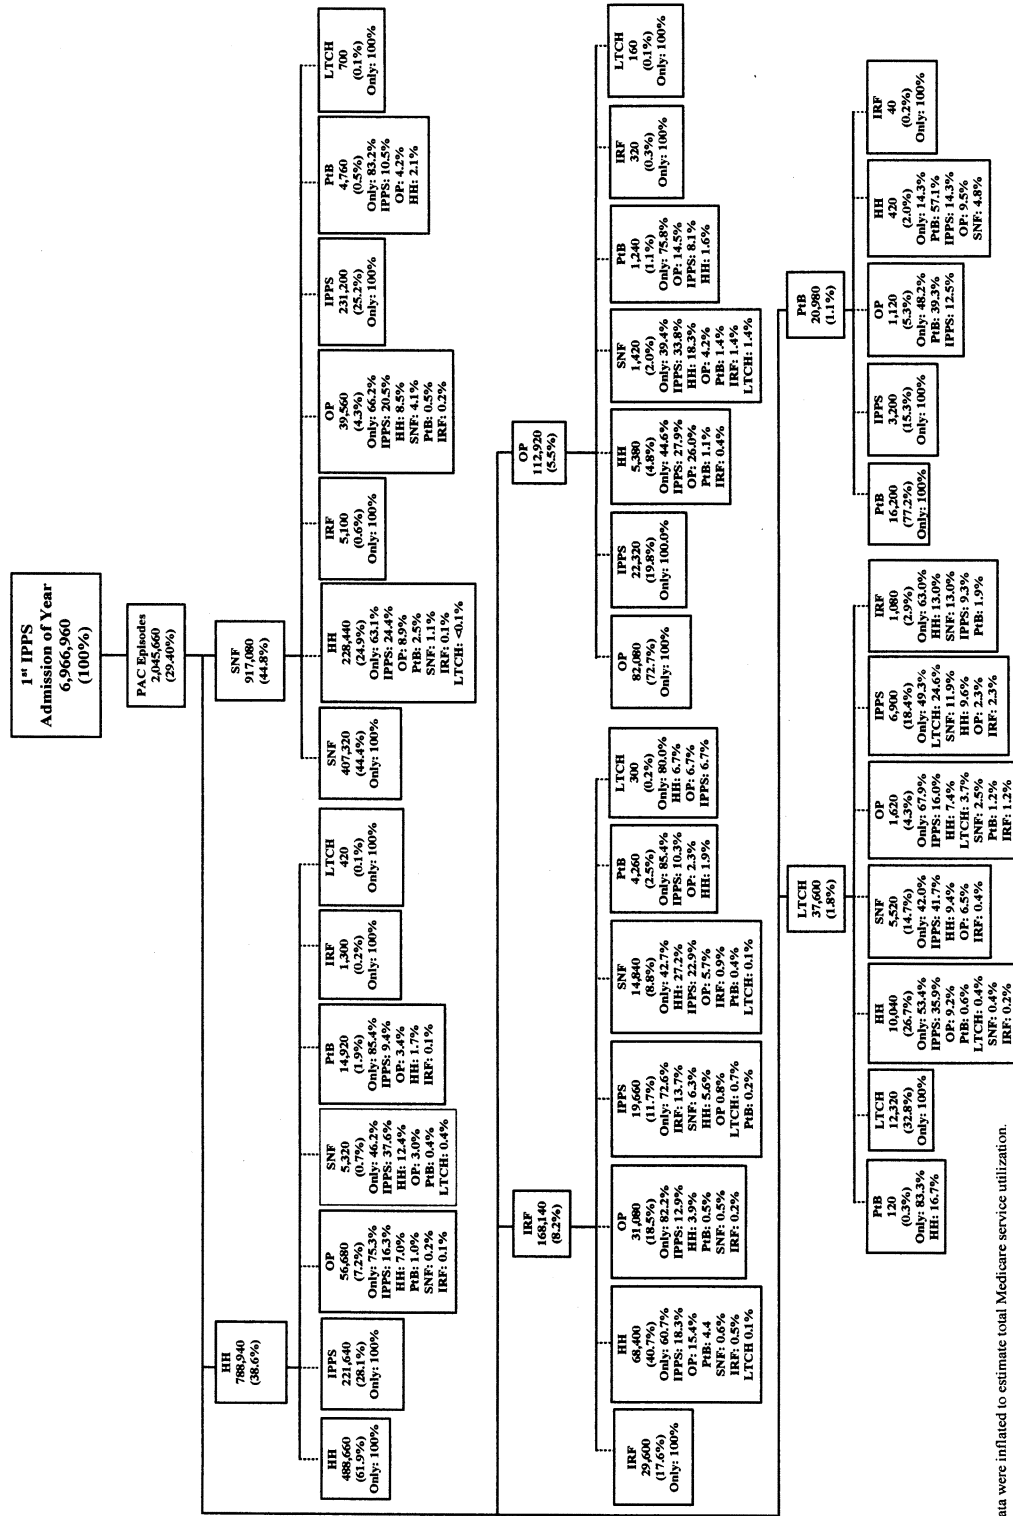 1st IPPS
Admission of Year
6,966,960
(100%)
PAC Episodes
2,045,660
(29.40%)
HH
788,940
(38.6%)
HH
488,660
(61.9%)
Only: 100%
IPPS
221,640
(28.1%)
Only: 100%
OP
56,680
(7.2%)
Only: 75.3%
IPPS: 16.3%
HH: 7.0%
PtB: 1.0%
SNF: 0.2%
IRF: 0.1%
SNF
5,320
(0.7%)
Only: 46.2%
IPPS: 37.6%
HH: 12.4%
OP: 3.0%
PtB: 0.4%
LTCH: 0.4%
PtB
14,920
(1.9%)
Only: 85.4%
IPPS: 9.4%
OP: 3.4%
HH: 1.7%
IRF: 0.1%
IRF
1,300
(0.2%)
Only: 100%
LTCH
420
(0.1%)
Only: 100%
SNF
917,080
(44.8%)
SNF
407,320
(44.4%)
Only: 100%
HH
228,440
(24.9%)
Only: 63.1%
IPPS: 24.4%
OP: 8.9%
PtB: 2.5%
SNF: 1.1%
IRF: 0.1%
LTCH: <0.1%
IRF
5,100
(0.6%)
Only: 100%
OP
39,560
(4.3%)
Only: 66.2%
IPPS: 20.5%
HH: 8.5%
SNF: 4.1%
PtB: 0.5%
IRF: 0.2%
IPPS
231,200
(25.2%)
Only: 100%
PtB
4,760
(0.5%)
Only: 83.2%
IPPS: 10.5%
OP: 4.2%
HH: 2.1%
LTCH
700
(0.1%)
Only: 100%
IRF
168,140
(8.2%)
IRF
29,600
(17.6%)
Only: 100%
HH
68,400
(40.7%)
Only: 60.7%
IPPS: 18.3%
OP: 15.4%
PtB: 4.4
SNF: 0.6%
IRF: 0.5%
LTCH 0.1%
OP
31,080
(18.5%)
Only: 82.2%
IPPS: 12.9%
HH: 3.9%
PtB: 0.5%
SNF: 0.5%
IRF: 0.2%
IPPS
19,660
(11.7%)
Only: 72.6%
IRF: 13.7%
SNF: 6.3%
HH: 5.6%
OP 0.8%
LTCH: 0.7%
PtB: 0.2%
SNF
14,840
(8.8%)
Only: 42.7%
HH: 27.2%
IPPS: 22.9%
OP: 5.7%
IRF: 0.9%
PtB: 0.4%
LTCH: 0.1%
PtB
4,260
(2.5%)
Only: 85.4%
IPPS: 10.3%
OP: 2.3%
HH: 1.9%
LTCH
300
(0.2%)
Only: 80.0%
HH: 6.7%
OP: 6.7%
IPPS: 6.7%
OP
112,920
(5.5%)
OP
82,080
(72.7%)
Only: 100%
IPPS
22,320
(19.8%)
Only: 100.0%
HH
5,380
(4.8%)
Only: 44.6%
IPPS: 27.9%
OP: 26.0%
PtB: 1.1%
IRF: 0.4%
SNF
1,420
(2.0%)
Only: 39.4%
IPPS: 33.8%
HH: 18.3%
OP: 4.2%
PtB: 1.4%
IRF: 1.4%
LTCH: 1.4%
PtB
1,240
(1.1%)
Only: 75.8%
OP: 14.5%
IPPS: 8.1%
HH: 1.6%
IRF
320
(0.3%)
Only: 100%
LTCH
160
(0.1%)
Only: 100%
LTCH
37,600
(1.8%)
PtB
120
(0.3%)
Only: 83.3%
HH: 16.7%
LTCH
12,320
(32.8%)
Only: 100%
HH
10,040
(26.7%)
Only: 53.4%
IPPS: 35.9%
OP: 9.2%
PtB: 0.6%
LTCH: 0.4%
SNF: 0.4%
IRF: 0.2%
SNF
5,520
(14.7%)
Only: 42.0%
IPPS: 41.7%
HH: 9.4%
OP: 6.5%
IRF: 0.4%
OP
1,620
(4.3%)
Only: 67.9%
IPPS: 16.0%
HH: 7.4%
LTCH: 3.7%
SNF: 2.5%
PtB: 1.2%
IRF: 1.2%
IPPS
6,900
(18.4%)
Only: 49.3%
LTCH: 24.6%
SNF: 11.9%
HH: 9.6%
OP: 2.3%
IRF: 2.3%
IRF
1,080
(2.9%)
Only: 63.0%
HH: 13.0%
SNF: 13.0%
IPPS: 9.3%
PtB: 1.9%
PtB
20,980
(1.1%)
PtB
16,200
(77.2%)
Only: 100%
IPPS
3,200
(15.3%)
Only: 100%
OP
1,120
(5.3%)
Only: 48.2%
PtB: 39.3%
IPPS: 12.5%
HH
420
(2.0%)
Only: 14.3%
PtB: 57.1%
IPPS: 14.3%
OP: 9.5%
SNF: 4.8%
IRF
40
(0.2%)
Only: 100%
ata were inflated to estimate total Medicare service utilization.